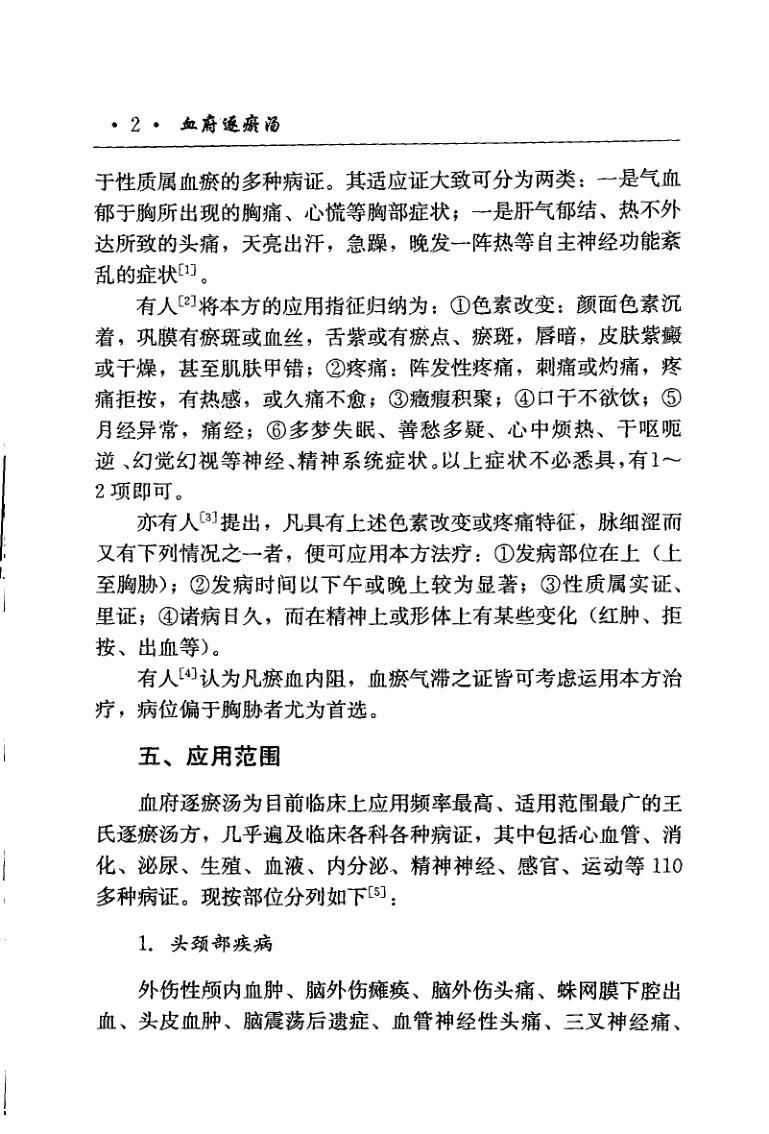 · 2 · 血府逐瘀汤
于性质属血瘀的多种病证。其适应证大致可分为两类：一是气血
郁于胸所出现的胸痛、心慌等胸部症状；一是肝气郁结、热不外
达所致的头痛，天亮出汗，急躁，晚发一阵热等自主神经功能紊
乱的症状[1]。
有人[2]将本方的应用指征归纳为：①色素改变：颜面色素沉
着，巩膜有瘀斑或血丝，舌紫或有瘀点、瘀斑，唇暗，皮肤紫癜
或干燥，甚至肌肤甲错；②疼痛：阵发性疼痛，刺痛或灼痛，疼
痛拒按，有热感，或久痛不愈；③癥瘕积聚；④口干不欲饮；⑤
月经异常，痛经；⑥多梦失眠、善愁多疑、心中烦热、干呕呃
逆、幻觉幻视等神经、精神系统症状。以上症状不必悉具，有1～
2项即可。
亦有人[3]提出，凡具有上述色素改变或疼痛特征，脉细涩而
又有下列情况之一者，便可应用本方法疗：①发病部位在上（上
至胸胁）；②发病时间以下午或晚上较为显著；③性质属实证、
里证；④诸病日久，而在精神上或形体上有某些变化（红肿、拒
按、出血等）。
有人[4]认为凡瘀血内阻，血瘀气滞之证皆可考虑运用本方治
疗，病位偏于胸胁者尤为首选。
五、应用范围
血府逐瘀汤为目前临床上应用频率最高、适用范围最广的王
氏逐瘀汤方，几乎遍及临床各科各种病证，其中包括心血管、消
化、泌尿、生殖、血液、内分泌、精神神经、感官、运动等 110
多种病证。现按部位分列如下[5]：
1. 头颈部疾病
外伤性颅内血肿、脑外伤瘫痪、脑外伤头痛、蛛网膜下腔出
血、头皮血肿、脑震荡后遗症、血管神经性头痛、三叉神经痛、